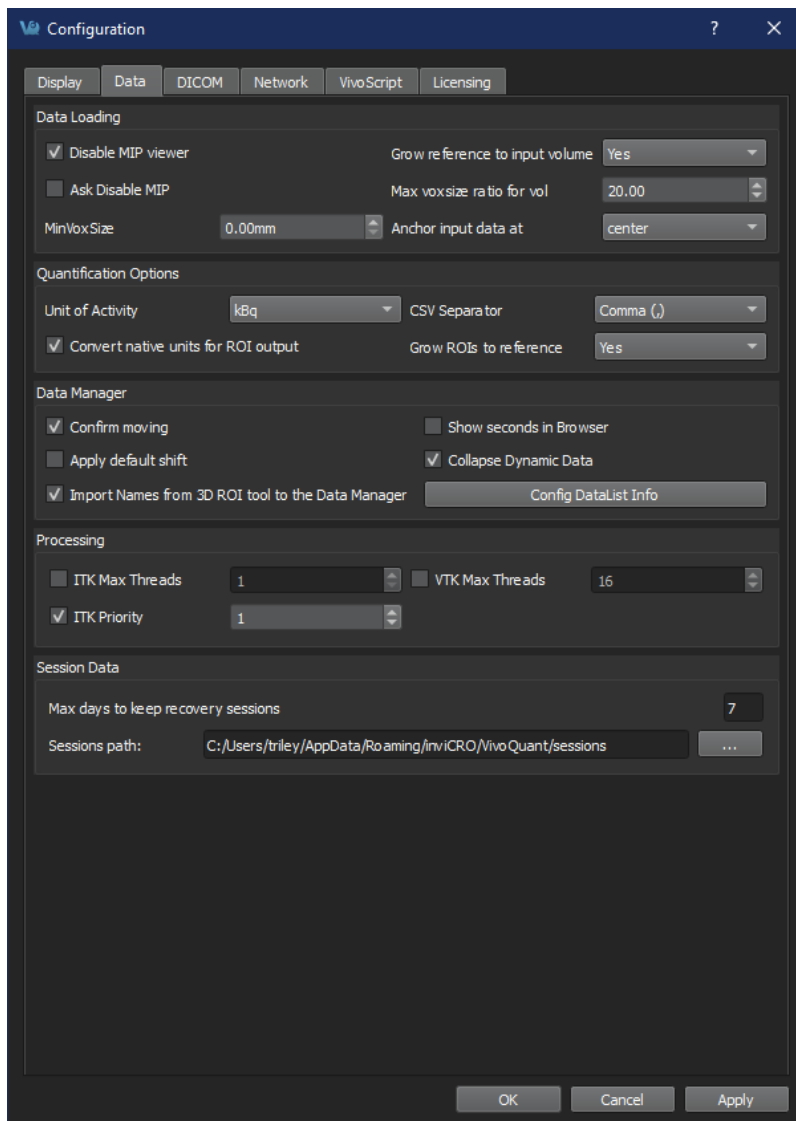 VQ Configuration ? ×
Display Data DICOM Network VivoScript Licensing
Data Loading
Disable MIP viewer Grow reference to input volume Yes
Ask Disable MIP Max voxsize ratio for vol 20.00
MinVoxSize 0.00mm Anchor input data at center
Quantification Options
Unit of Activity kBq CSV Separator Comma (,)
Convert native units for ROI output Grow ROIs to reference Yes
Data Manager
Confirm moving Show seconds in Browser
Apply default shift Collapse Dynamic Data
Import Names from 3D ROI tool to the Data Manager Config DataList Info
Processing
ITK Max Threads 1 VTK Max Threads 16
ITK Priority 1
Session Data
Max days to keep recovery sessions 7
Sessions path: C:/Users/triley/AppData/Roaming/inviCRO/VivoQuant/sessions ...
OK Cancel Apply